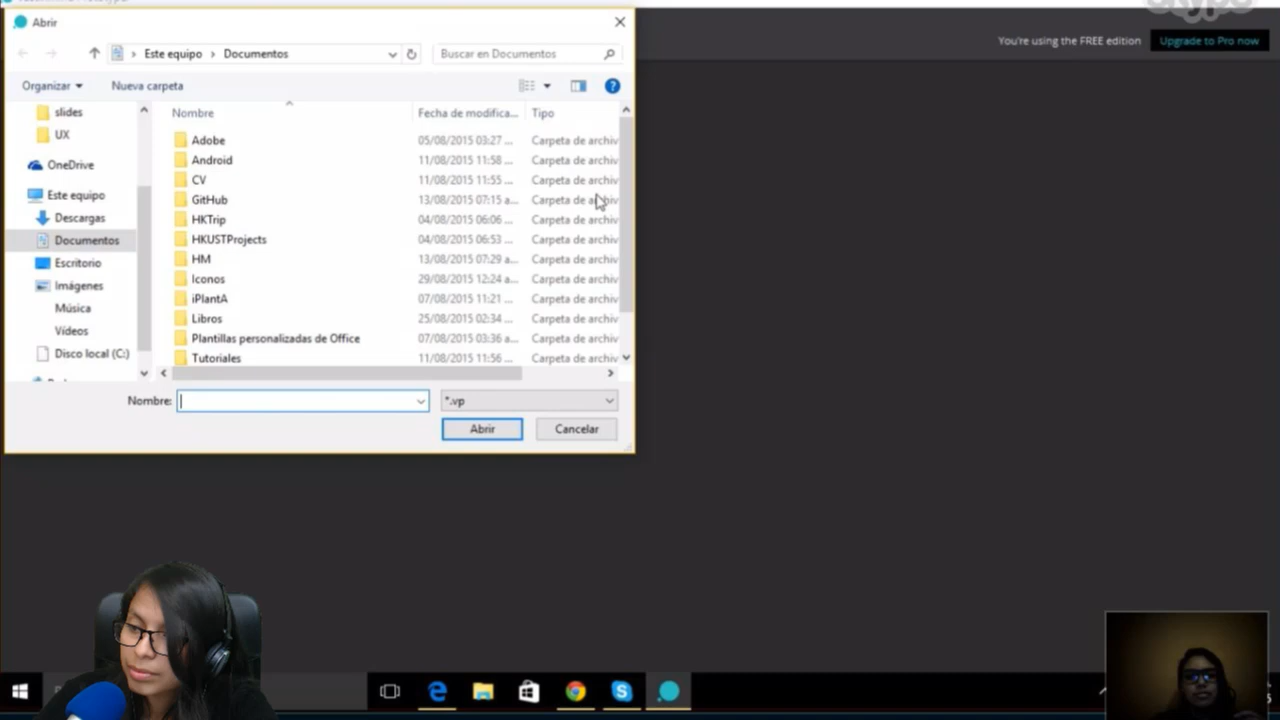 Abrir
You're using the FREE edition
Upgrade to Pro now
Este equipo > Documentos
Buscar en Documentos
Organizar
Nueva carpeta
slides
UX
OneDrive
Este equipo
Descargas
Documentos
Escritorio
Imágenes
Música
Vídeos
Disco local (C:)
Nombre
Fecha de modifica...
Tipo
Adobe 05/08/2015 03:27 ... Carpeta de archiv
Android 11/08/2015 11:58 ... Carpeta de archiv
CV 11/08/2015 11:55 ... Carpeta de archiv
GitHub 13/08/2015 07:15 a... Carpeta de archiv
HKTrip 04/08/2015 06:06 ... Carpeta de archiv
HKUSTProjects 04/08/2015 06:53 ... Carpeta de archiv
HM 13/08/2015 07:29 a... Carpeta de archiv
Iconos 29/08/2015 12:24 a... Carpeta de archiv
iPlantA 07/08/2015 11:21 ... Carpeta de archiv
Libros 25/08/2015 02:34 ... Carpeta de archiv
Plantillas personalizadas de Office 07/08/2015 03:36 a... Carpeta de archiv
Tutoriales 11/08/2015 11:56 ... Carpeta de archiv
Nombre:
*.vp
Abrir
Cancelar